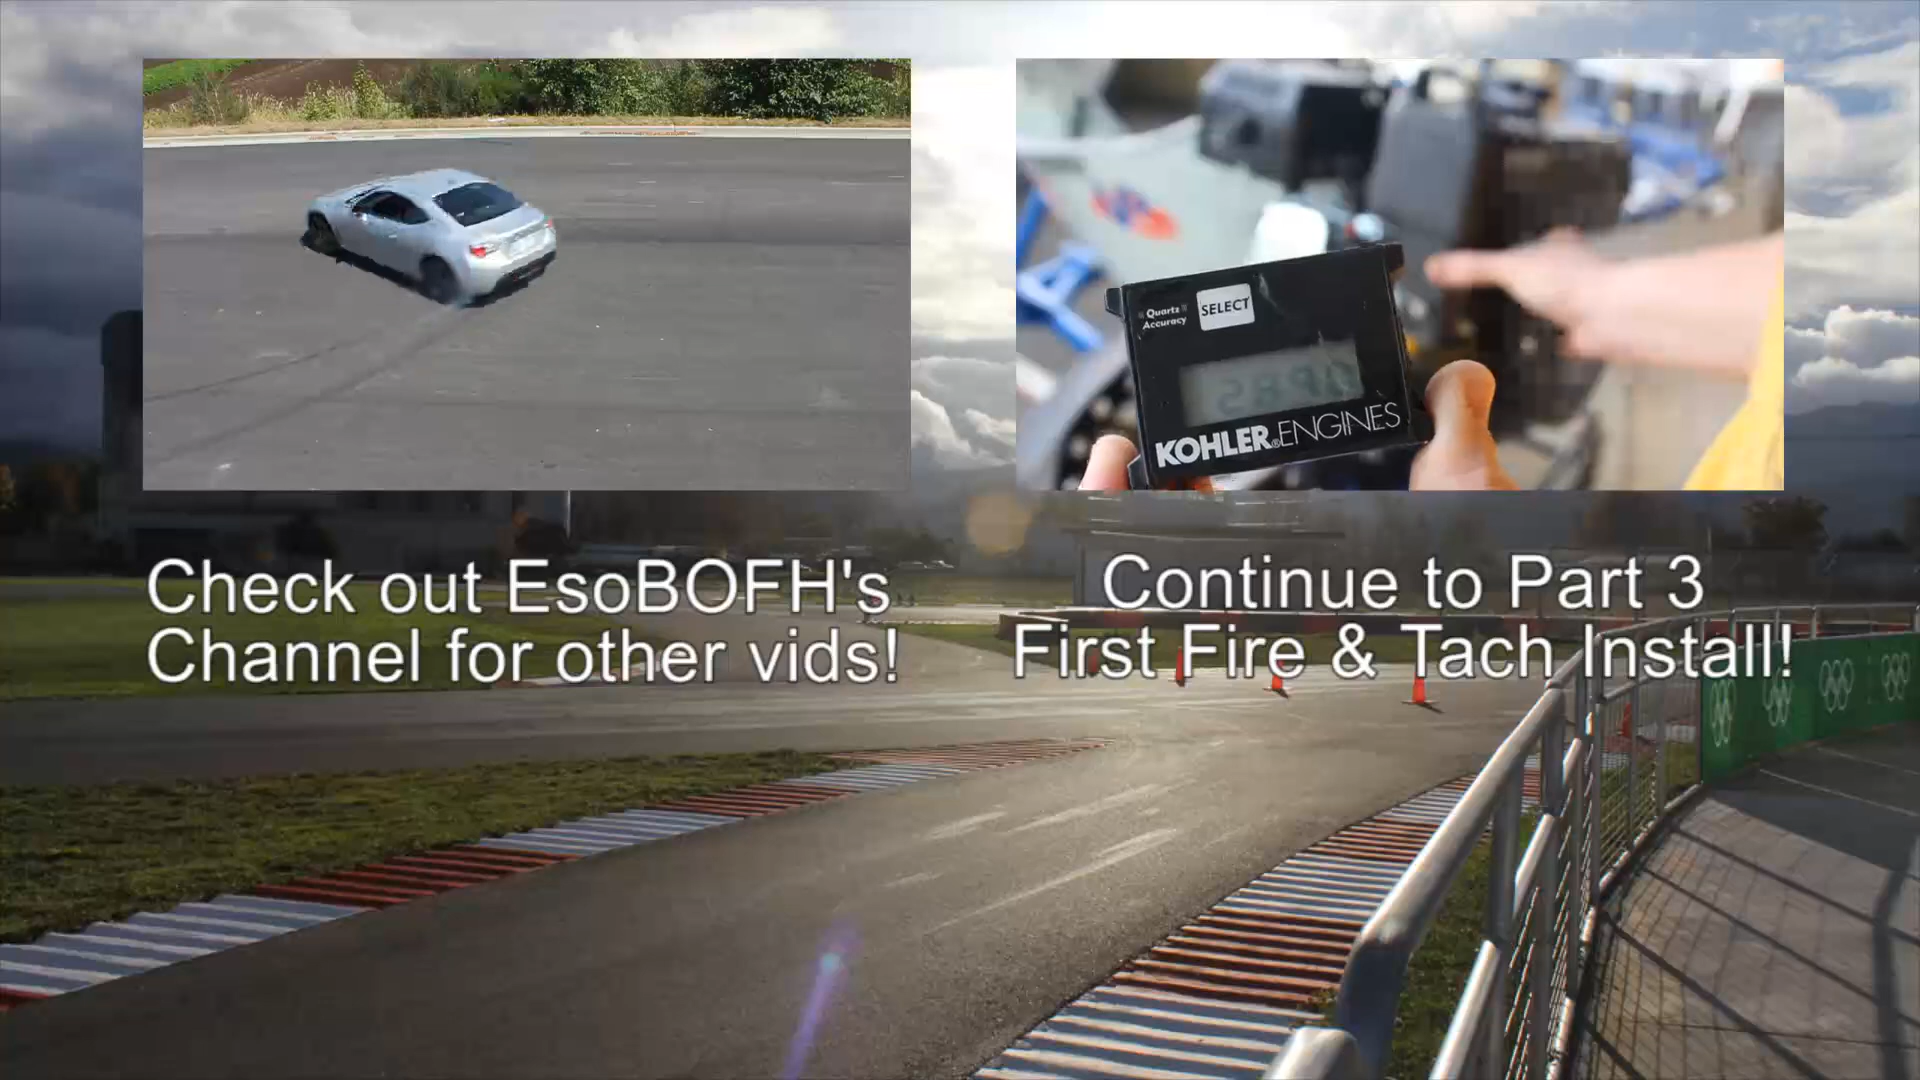 Quartz
Accuracy
SELECT
KOHLER® ENGINES
Check out EsoBOFH's
Channel for other vids!
Continue to Part 3
First Fire & Tach Install!